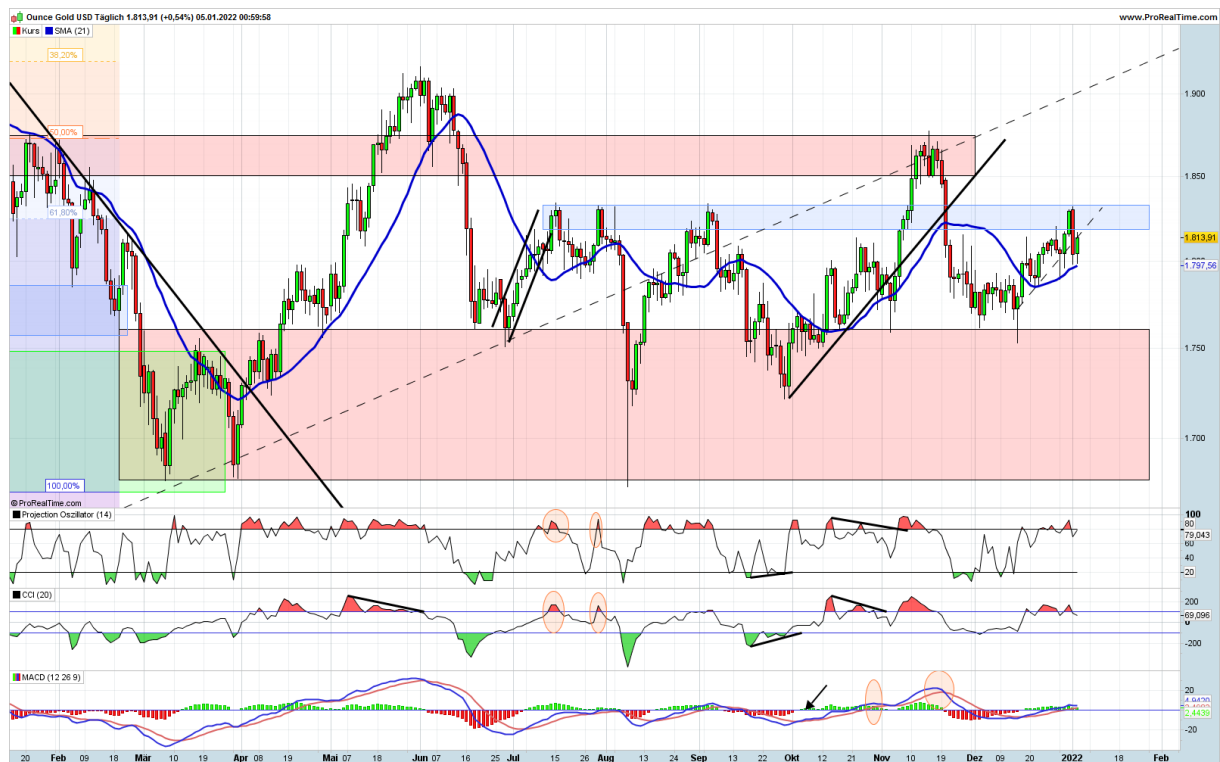 Ounce Gold USD Täglich 1.813,91 (+0,54%) 05.01.2022 00:59:58
www.ProRealTime.com
Kurs SMA (21)
38,20%
1.900
50,00%
1.850
61,80%
1.813,91
1.797,56
1.750
1.700
100,00%
© ProRealTime.com
Projection Oszillator (14)
100
80
79,043
60
40
20
CCI (20)
200
69,096
0
-200
MACD (12 26 9)
20
2,4439
-20
20 Feb 09 18 Mär 10 19 Apr 08 20 Mai 07 18 Jun 07 16 25 Jul 15 26 Aug 13 24 Sep 13 22 Okt 12 21 Nov 10 19 Dez 09 20 2022 18 Feb